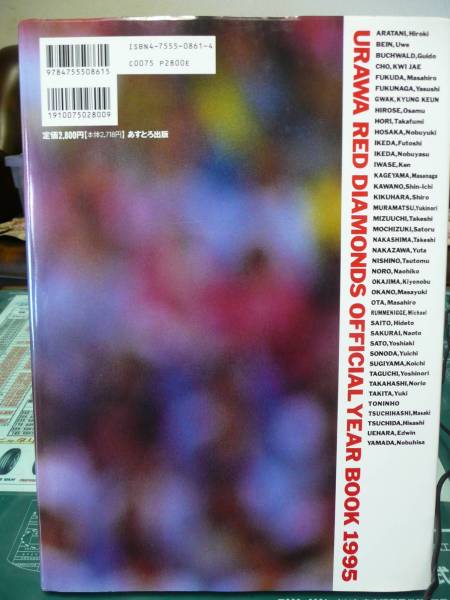 ISBN4-7555-0861-4
C0075 P2800E
9784755508615
1910075028009
定価2,800円【本体2,718円】あすとろ出版
URAWA RED DIAMONDS OFFICIAL YEAR BOOK 1995
ARATANI,Hiroki
BEIN,Uwe
BUCHWALD,Guido
CHO, KWI JAE
FUKUDA, Masahiro
FUKUNAGA,Yasushi
GWAK, KYUNG KEUN
HIROSE,Osamu
HORI,Takafumi
HOSAKA,Nobuyuki
IKEDA,Futoshi
IKEDA,Nobuyasu
IWASE,Ken
KAGEYAMA,Masanaga
KAWANO,Shin-Ichi
KIKUHARA,Shiro
MURAMATSU,Yukinori
MIZUUCHI,Takeshi
MOCHIZUKI,Satoru
NAKASHIMA,Takeshi
NAKAZAWA,Yuta
NISHINO,Tsutomu
NORO,Naohiko
OKAJIMA,Kiyonobu
OKANO,Masayuki
OTA, Masahiro
RUMMENIGGE, Michael
SAITO, Hideto
SAKURAI, Naoto
SATO,Yoshiaki
SONODA,Yuichi
SUGIYAMA,Koichi
TAGUCHI,Yoshinori
TAKAHASHI,Norio
TAKITA,Yuki
TONINHO
TSUCHIHASHI,Masaki
TSUCHIDA,Hisashi
UEHARA,Edwin
YAMADA,Nobuhisa